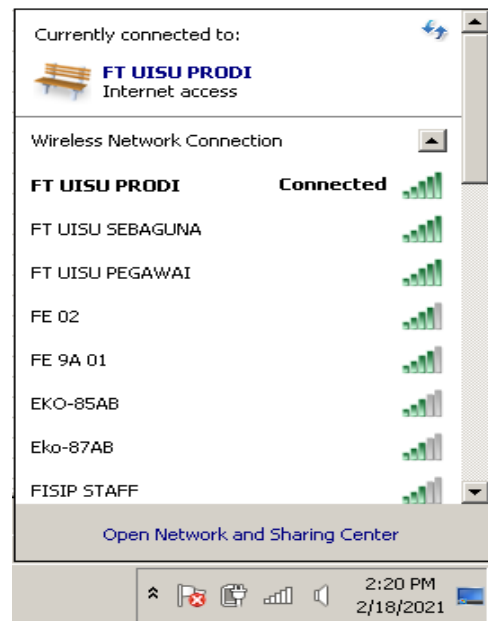 Currently connected to:
FT UISU PRODI
Internet access
Wireless Network Connection
FT UISU PRODI Connected
FT UISU SEBAGUNA
FT UISU PEGAWAI
FE 02
FE 9A 01
EKO-85AB
Eko-87AB
FISIP STAFF
Open Network and Sharing Center
2:20 PM
2/18/2021